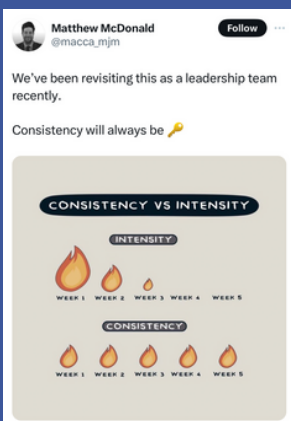 Matthew McDonald
Follow
@macca_mjm
We've been revisiting this as a leadership team
recently.
Consistency will always be 🔑
CONSISTENCY VS INTENSITY
INTENSITY
WEEK 1 WEEK 2 WEEK 3 WEEK 4 WEEK 5
CONSISTENCY
WEEK 1 WEEK 2 WEEK 3 WEEK 4 WEEK 5